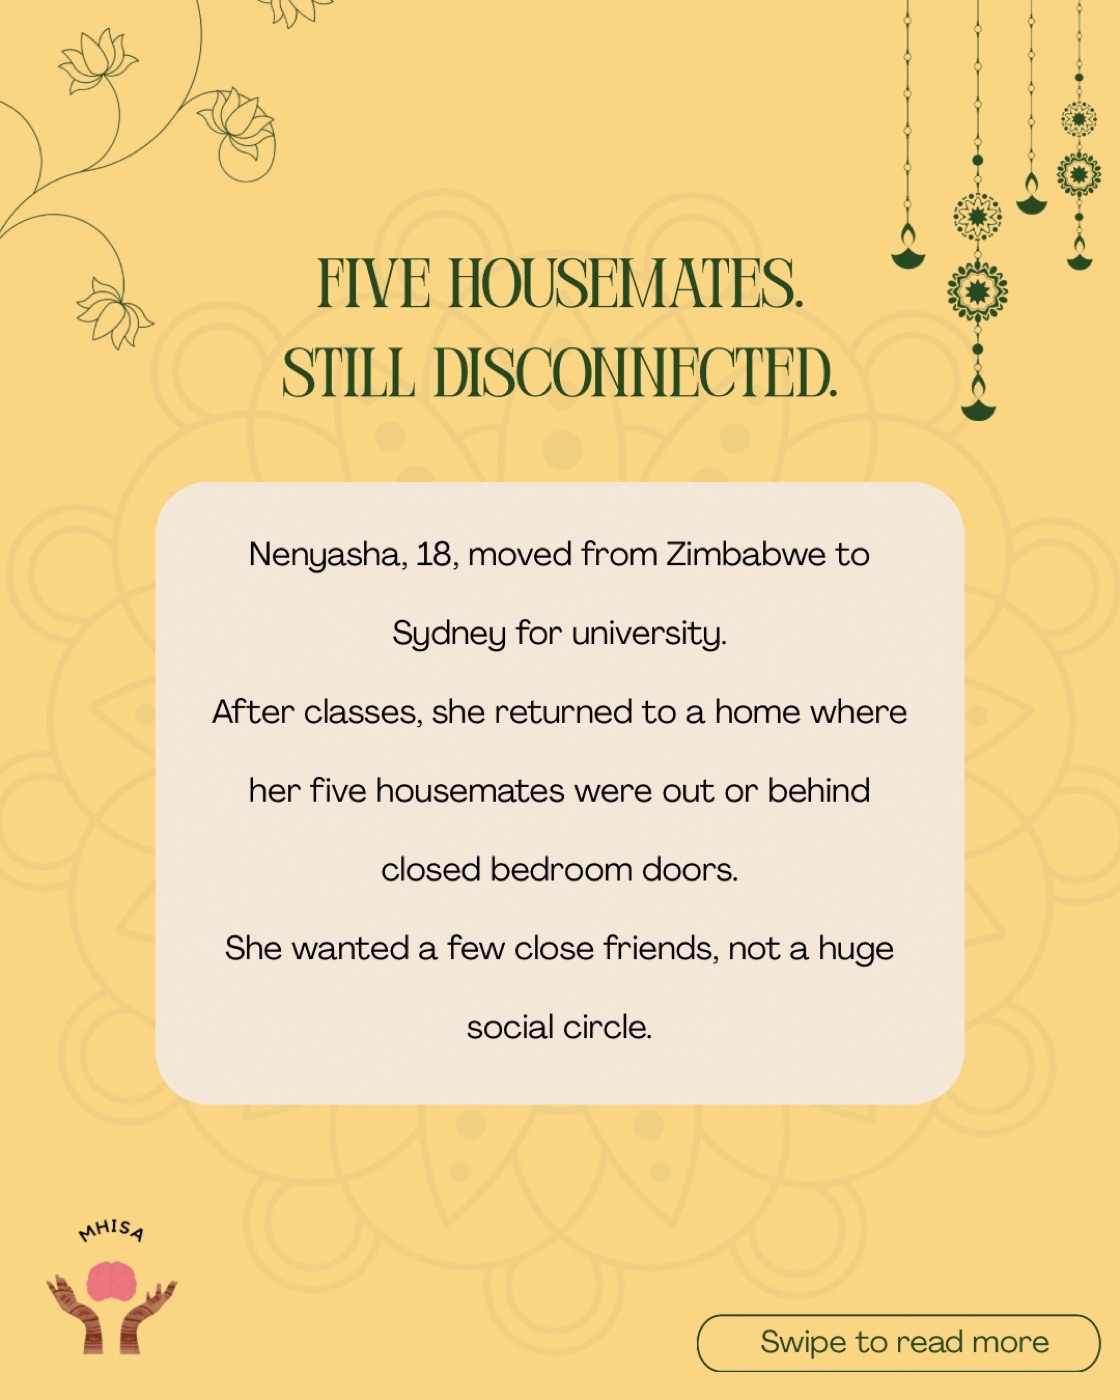 FIVE HOUSEMATES.
STILL DISCONNECTED.
Nenyasha, 18, moved from Zimbabwe to
Sydney for university.
After classes, she returned to a home where
her five housemates were out or behind
closed bedroom doors.
She wanted a few close friends, not a huge
social circle.
MHISA
Swipe to read more